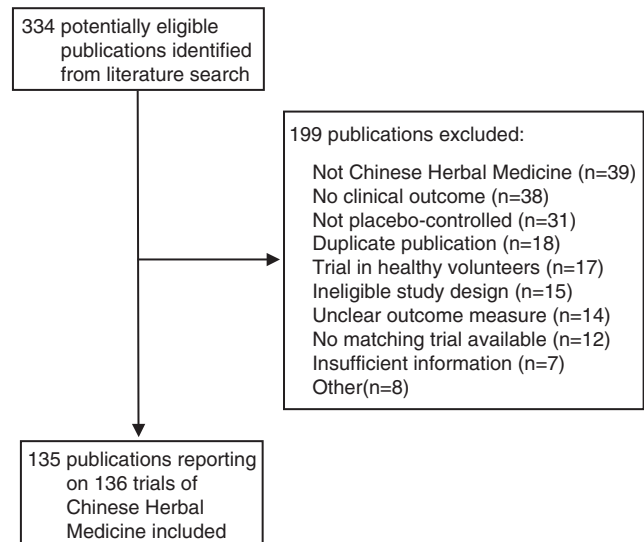 334 potentially eligible
publications identified
from literature search
199 publications excluded:
Not Chinese Herbal Medicine (n=39)
No clinical outcome (n=38)
Not placebo-controlled (n=31)
Duplicate publication (n=18)
Trial in healthy volunteers (n=17)
Ineligible study design (n=15)
Unclear outcome measure (n=14)
No matching trial available (n=12)
Insufficient information (n=7)
Other(n=8)
135 publications reporting
on 136 trials of
Chinese Herbal
Medicine included